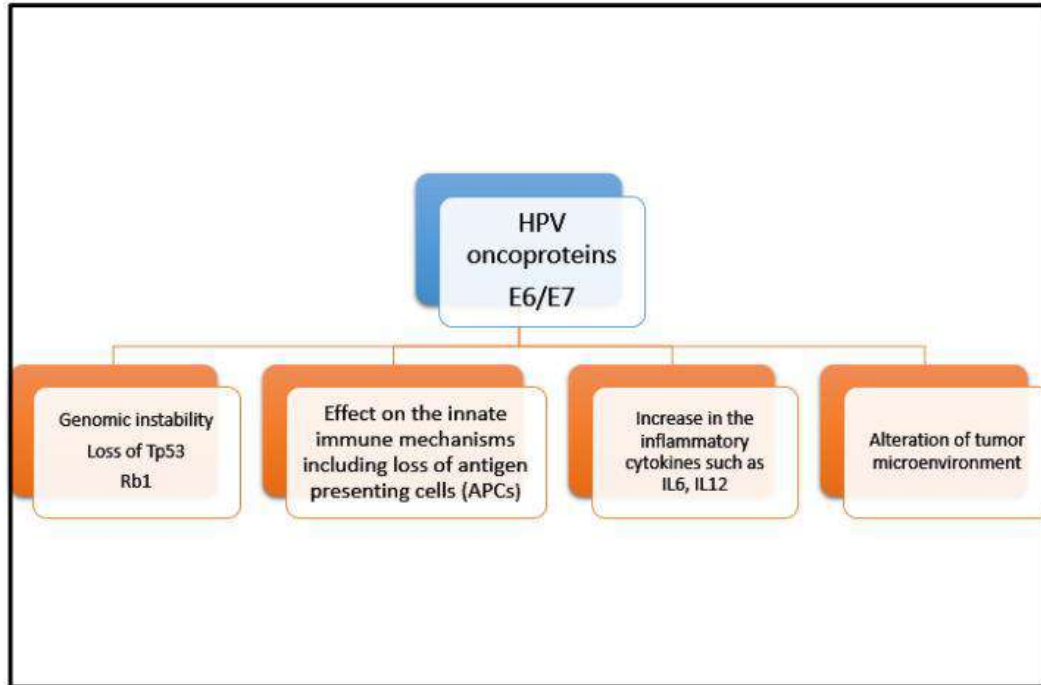 HPV
oncoproteins
E6/E7
Genomic instability
Loss of Tp53
Rb1
Effect on the innate
immune mechanisms
including loss of antigen
presenting cells (APCs)
Increase in the
inflammatory
cytokines such as
IL6, IL12
Alteration of tumor
microenvironment